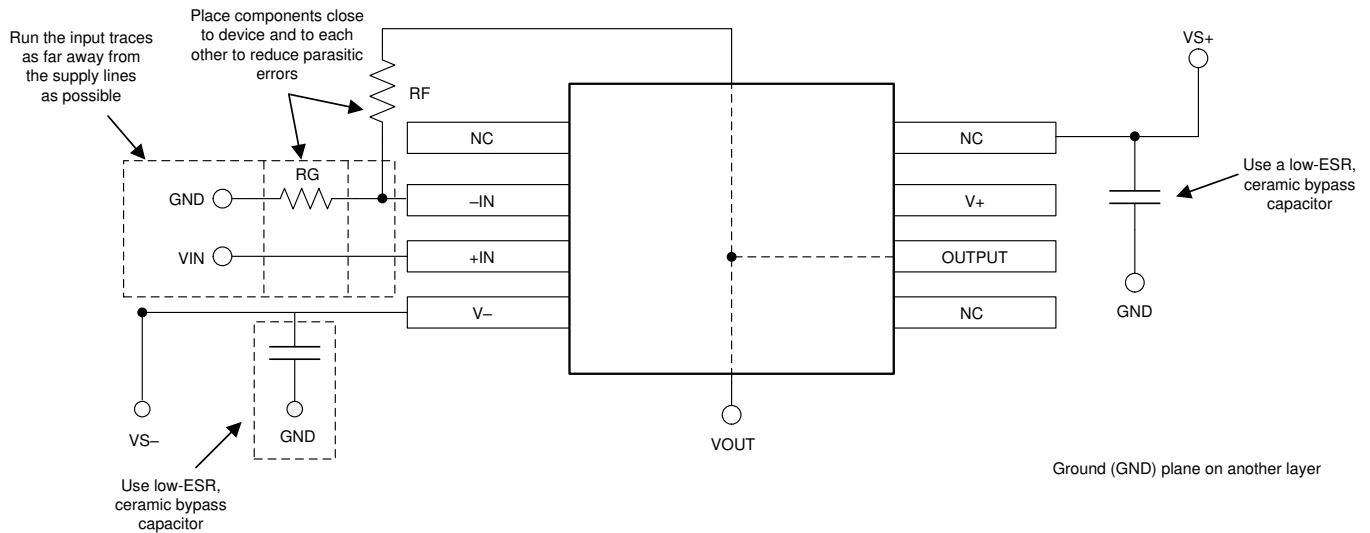 Place components close
to device and to each
other to reduce parasitic
errors
Run the input traces
as far away from
the supply lines
as possible
VS+
RF
NC
NC
Use a low-ESR,
ceramic bypass
capacitor
RG
GND
–IN
V+
VIN
+IN
OUTPUT
V–
NC
GND
VS–
GND
VOUT
Use low-ESR,
ceramic bypass
capacitor
Ground (GND) plane on another layer